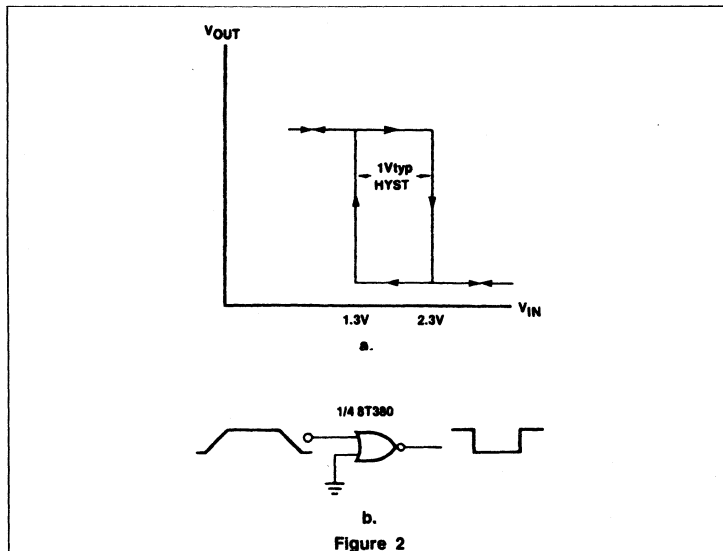 VOUT
1Vtyp
HYST
1.3V 2.3V VIN
a.
1/4 8T380
b.
Figure 2